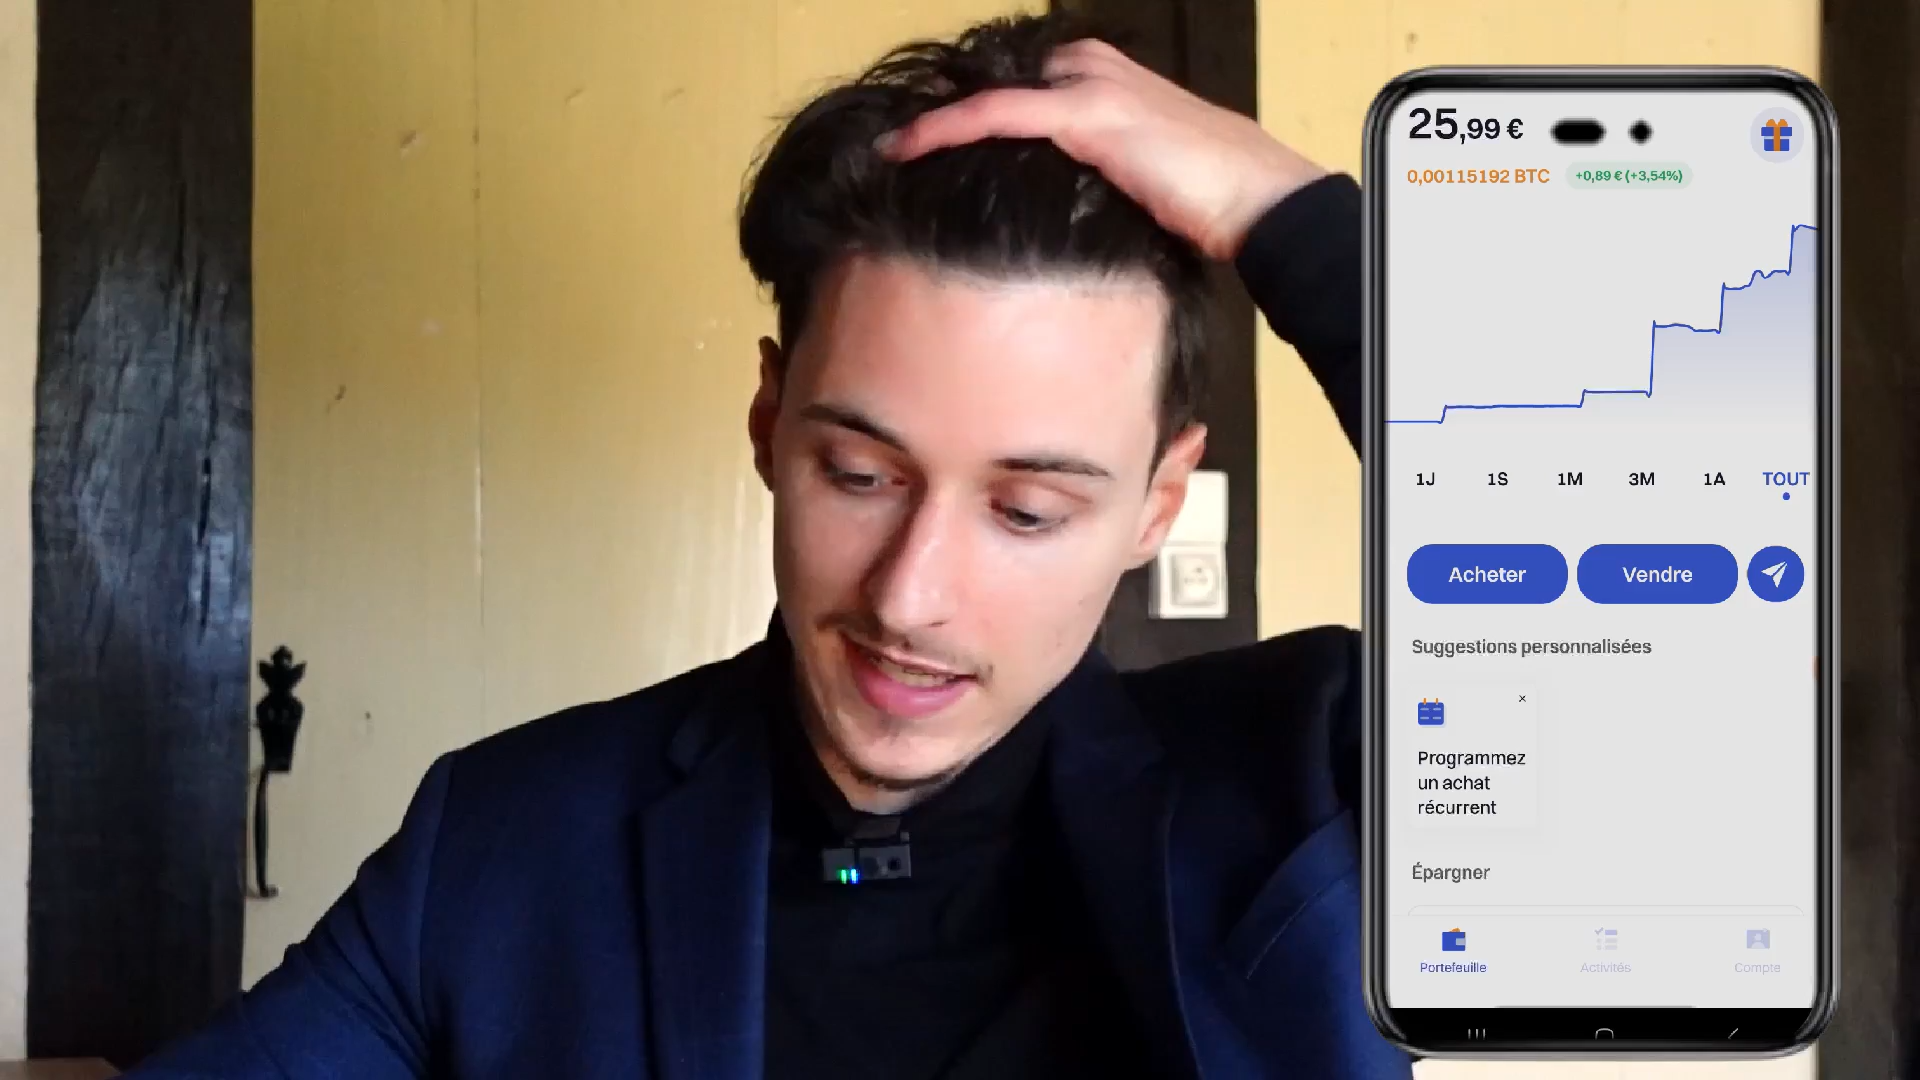 25,99 €
0,00115192 BTC
+0,89 € (+3,54%)
1J 1S 1M 3M 1A TOUT
Acheter
Vendre
Suggestions personnalisées
Programmez
un achat
récurrent
Épargner
Portefeuille
Activités
Compte